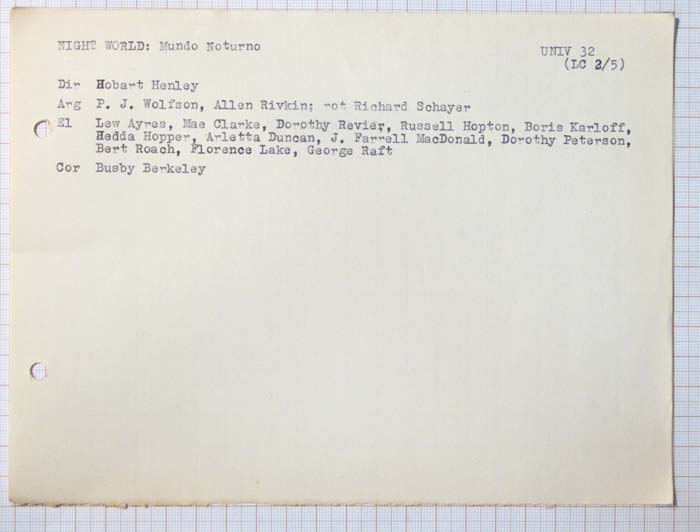 NIGHT WORLD: Mundo Noturno
UNIV 32
(LC 2/5)
Dir Hobart Henley
Arg P. J. Wolfson, Allen Rivkin; rot Richard Schayer
El Lew Ayres, Mae Clarke, Dorothy Revier, Russell Hopton, Boris Karloff,
Hedda Hopper, Arletta Duncan, J. Farrell MacDonald, Dorothy Peterson,
Bert Roach, Florence Lake, George Raft
Cor Busby Berkeley